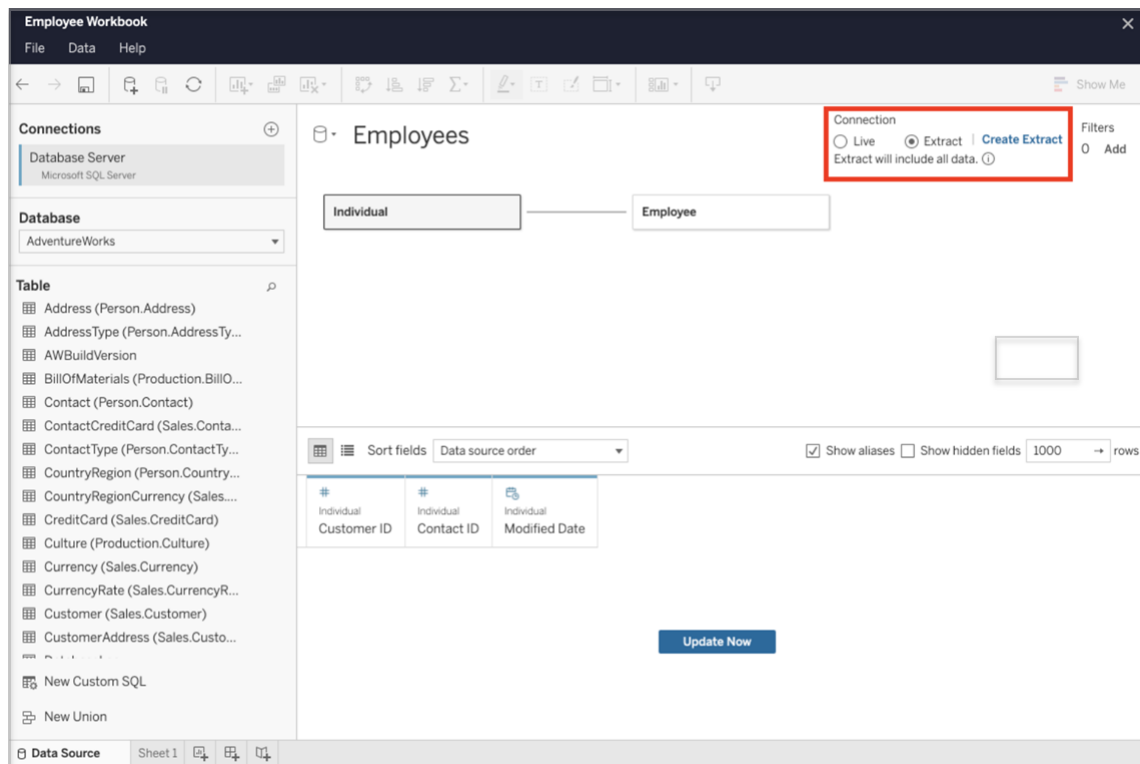 Employee Workbook
File Data Help
Show Me
Connections
Database Server
Microsoft SQL Server
Database
AdventureWorks
Table
Address (Person.Address)
AddressType (Person.AddressTy...
AWBuildVersion
BillOfMaterials (Production.BillO...
Contact (Person.Contact)
ContactCreditCard (Sales.Conta...
ContactType (Person.ContactTy...
CountryRegion (Person.Country...
CountryRegionCurrency (Sales....
CreditCard (Sales.CreditCard)
Culture (Production.Culture)
Currency (Sales.Currency)
CurrencyRate (Sales.CurrencyR...
Customer (Sales.Customer)
CustomerAddress (Sales.Custo...
New Custom SQL
New Union
Employees
Connection
Live Extract | Create Extract
Extract will include all data.
Filters
0 Add
Individual Employee
Sort fields Data source order Show aliases Show hidden fields 1000 → rows
Individual Individual Individual
Customer ID Contact ID Modified Date
Update Now
Data Source Sheet 1